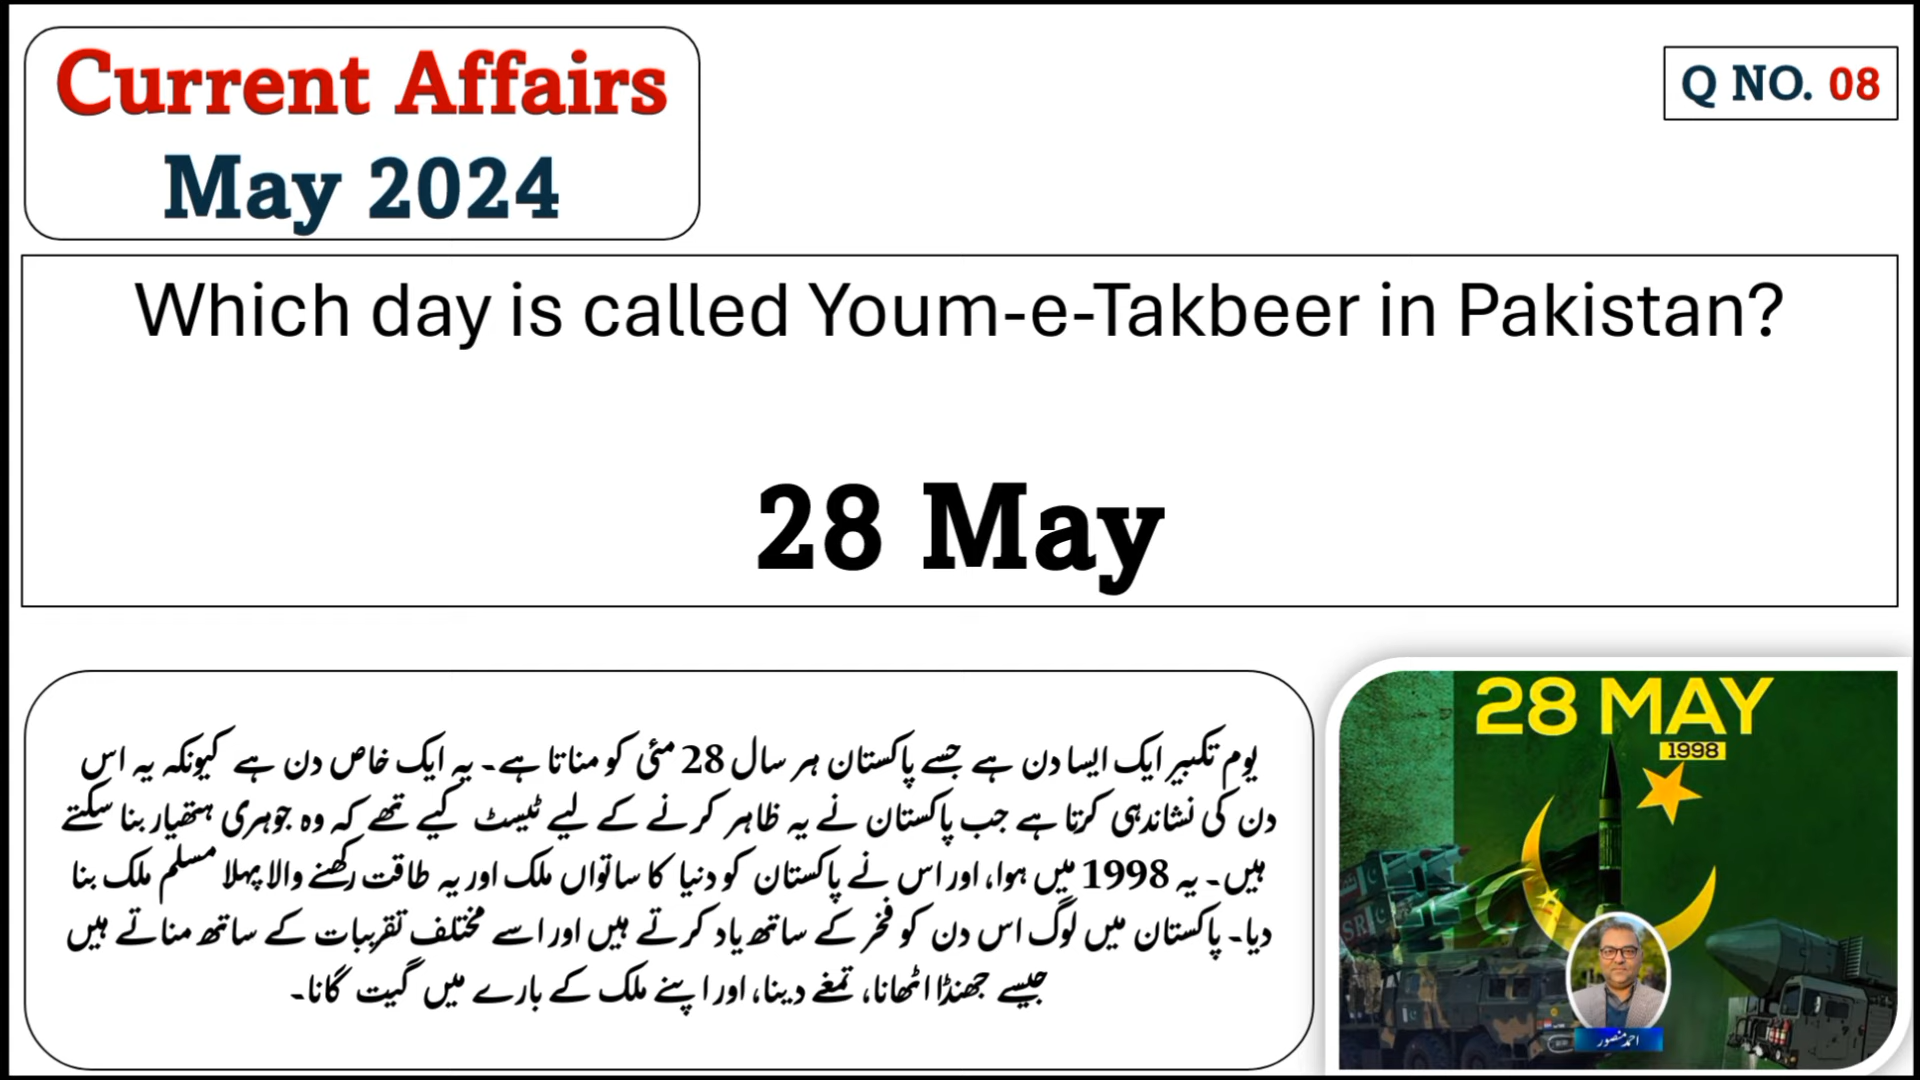 Current Affairs
May 2024
Q NO. 08
Which day is called Youm-e-Takbeer in Pakistan?
28 May
یوم تکبیر ایک ایسا دن ہے جسے پاکستان ہر سال 28 مئی کو مناتا ہے۔ یہ ایک خاص دن ہے کیونکہ یہ اس
دن کی نشاندہی کرتا ہے جب پاکستان نے یہ ظاہر کرنے کے لیے ٹیسٹ کیے تھے کہ وہ جوہری ہتھیار بنا سکتے
ہیں۔ یہ 1998 میں ہوا، اور اس نے پاکستان کو دنیا کا ساتواں ملک اور یہ طاقت رکھنے والا پہلا مسلم ملک بنا
دیا۔ پاکستان میں لوگ اس دن کو فخر کے ساتھ یاد کرتے ہیں اور اسے مختلف تقریبات کے ساتھ مناتے ہیں
جیسے جھنڈا اٹھانا، تمغے دینا، اور اپنے ملک کے بارے میں گیت گانا۔
28 MAY
1998
SR
احمد منصور